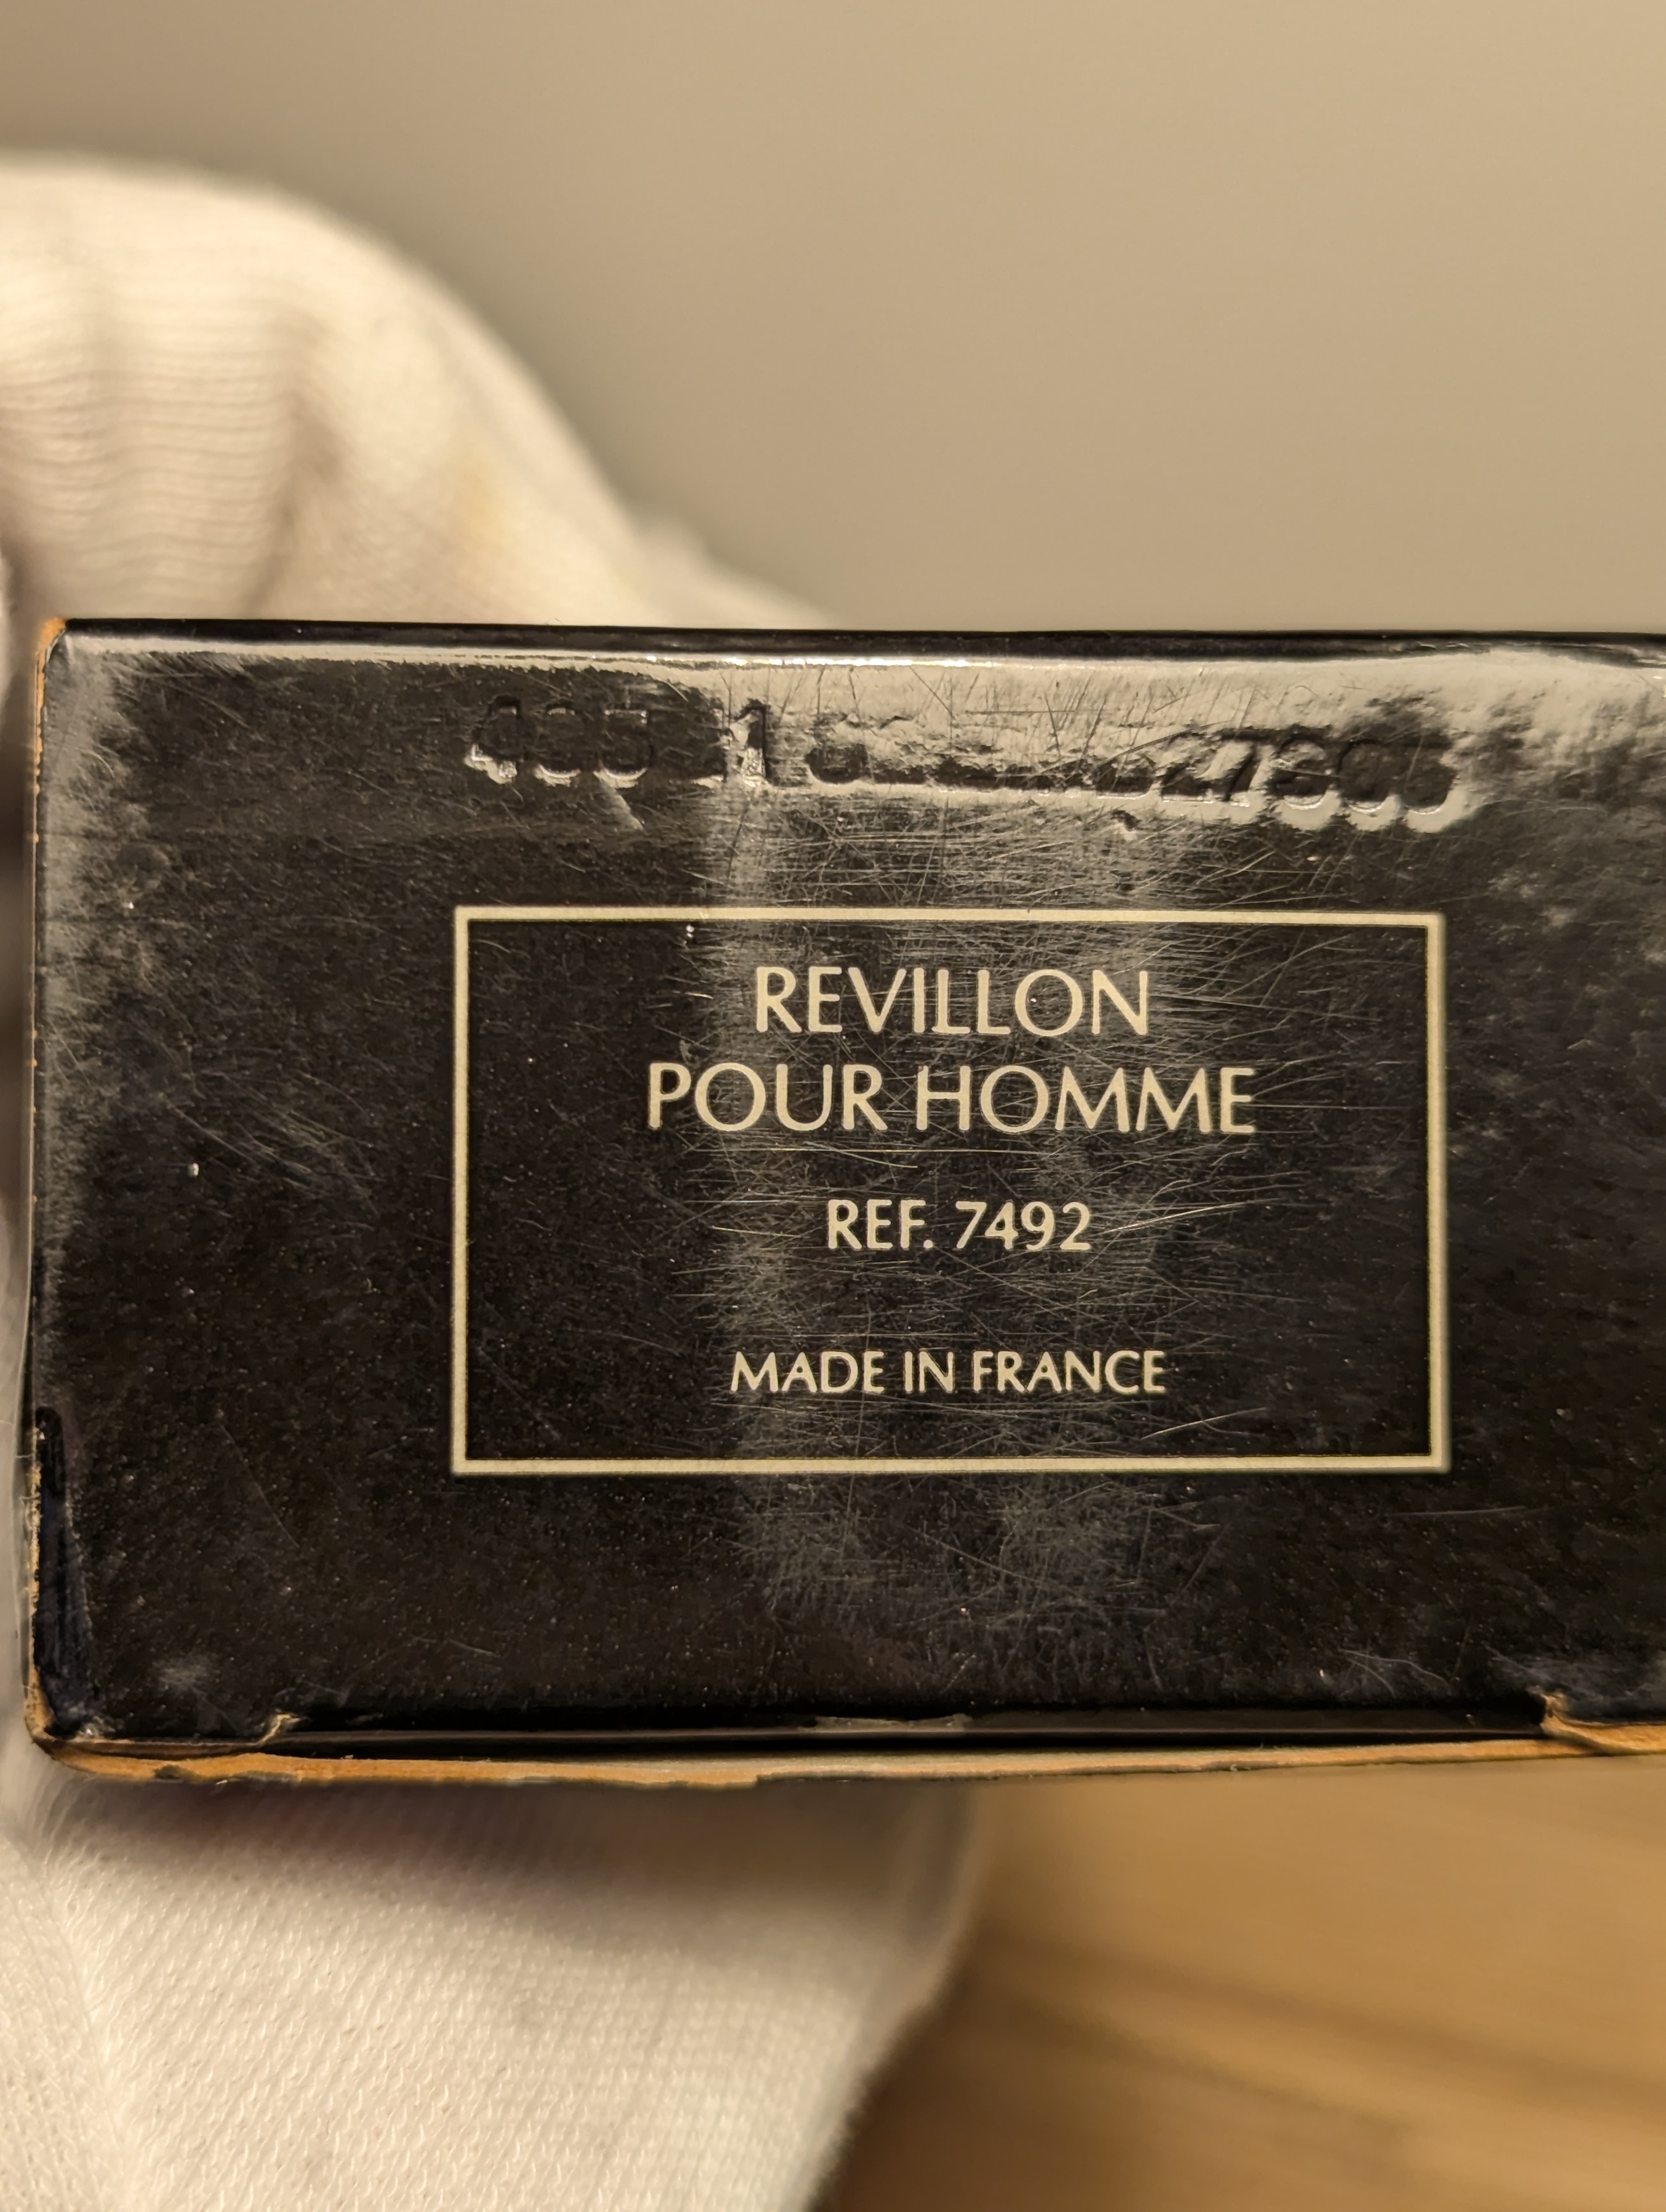 REVILLON
POUR HOMME
REF. 7492
MADE IN FRANCE